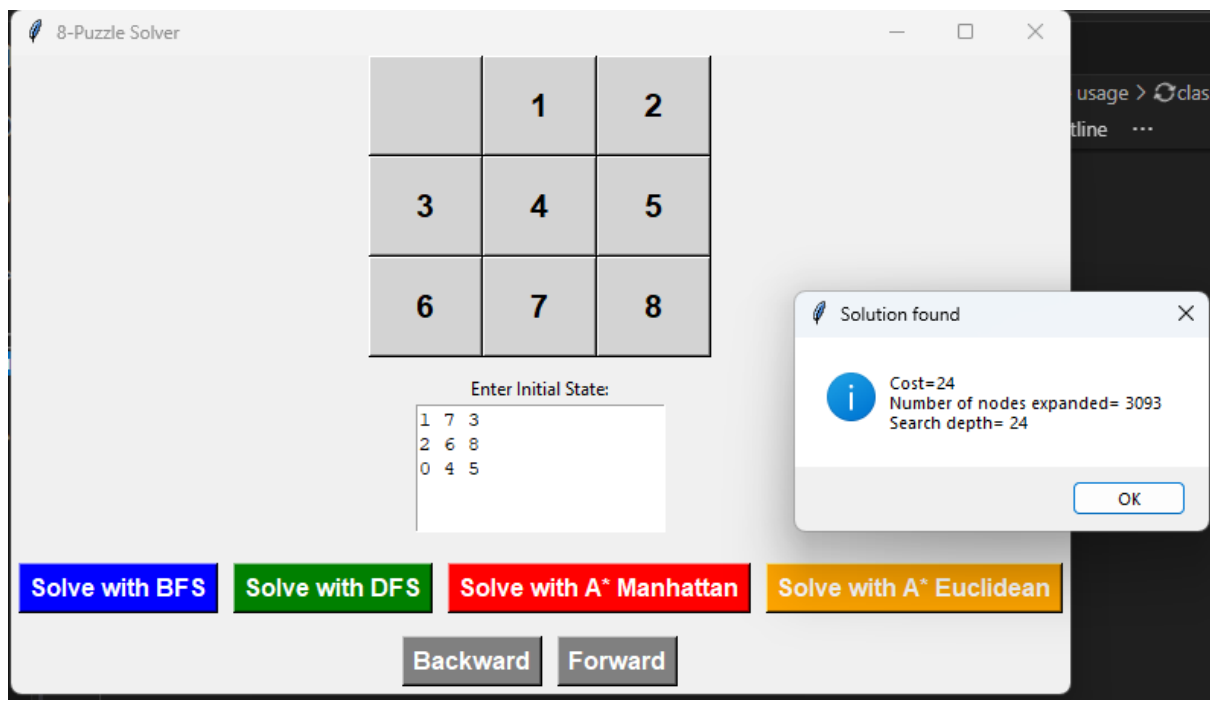 8-Puzzle Solver
usage > clas
tline ...
1 2
3 4 5
6 7 8
Enter Initial State:
1 7 3
2 6 8
0 4 5
Solution found
Cost=24
Number of nodes expanded= 3093
Search depth= 24
OK
Solve with BFS Solve with DFS Solve with A* Manhattan Solve with A* Euclidean
Backward Forward